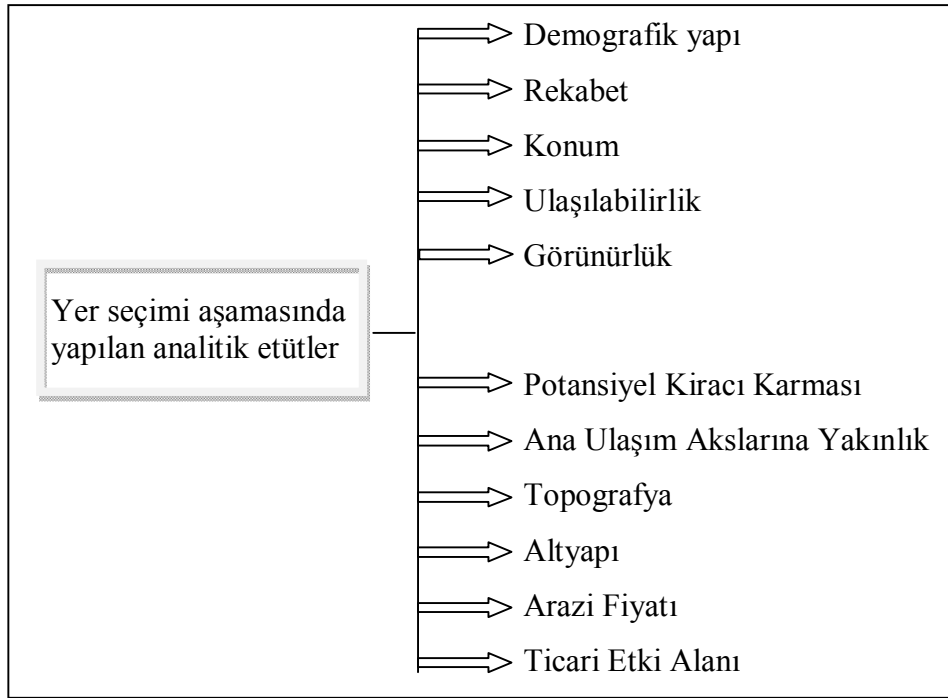 Demografik yapı
Rekabet
Konum
Ulaşılabilirlik
Görünürlük
Yer seçimi aşamasında
yapılan analitik etütler
Potansiyel Kiracı Karması
Ana Ulaşım Akslarına Yakınlık
Topografya
Altyapı
Arazi Fiyatı
Ticari Etki Alanı